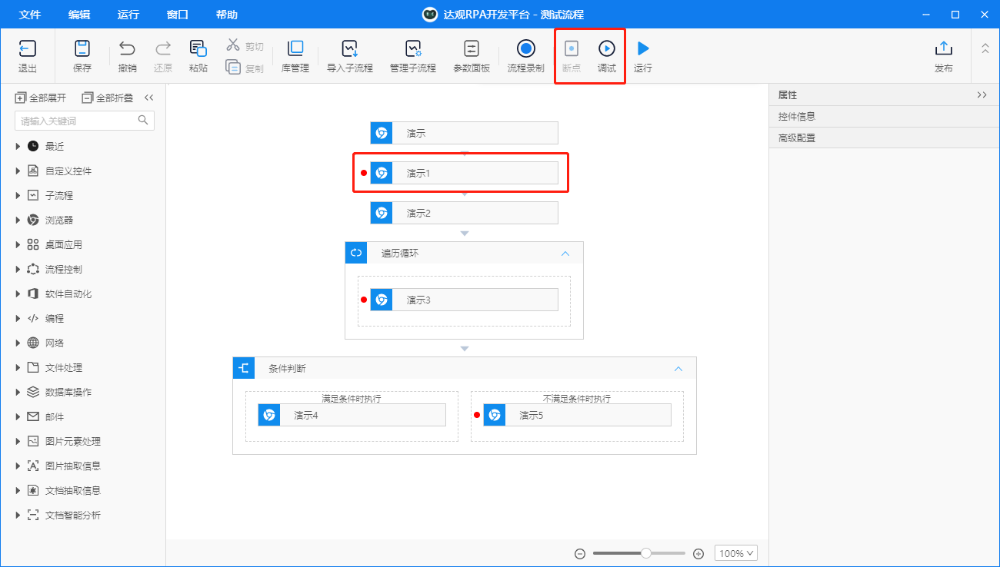 文件 编辑 运行 窗口 帮助 达观RPA开发平台 - 测试流程
退出 保存 撤销 还原 粘贴 剪切 复制 库管理 导入子流程 管理子流程 参数面板 流程录制 断点 调试 运行 发布
全部展开 全部折叠
请输入关键词
最近
自定义控件
子流程
浏览器
桌面应用
流程控制
软件自动化
编程
网络
文件处理
数据库操作
邮件
图片元素处理
图片抽取信息
文档抽取信息
文档智能分析
演示
演示1
演示2
遍历循环
演示3
条件判断
满足条件时执行 不满足条件时执行
演示4 演示5
100%
属性
控件信息
高级配置